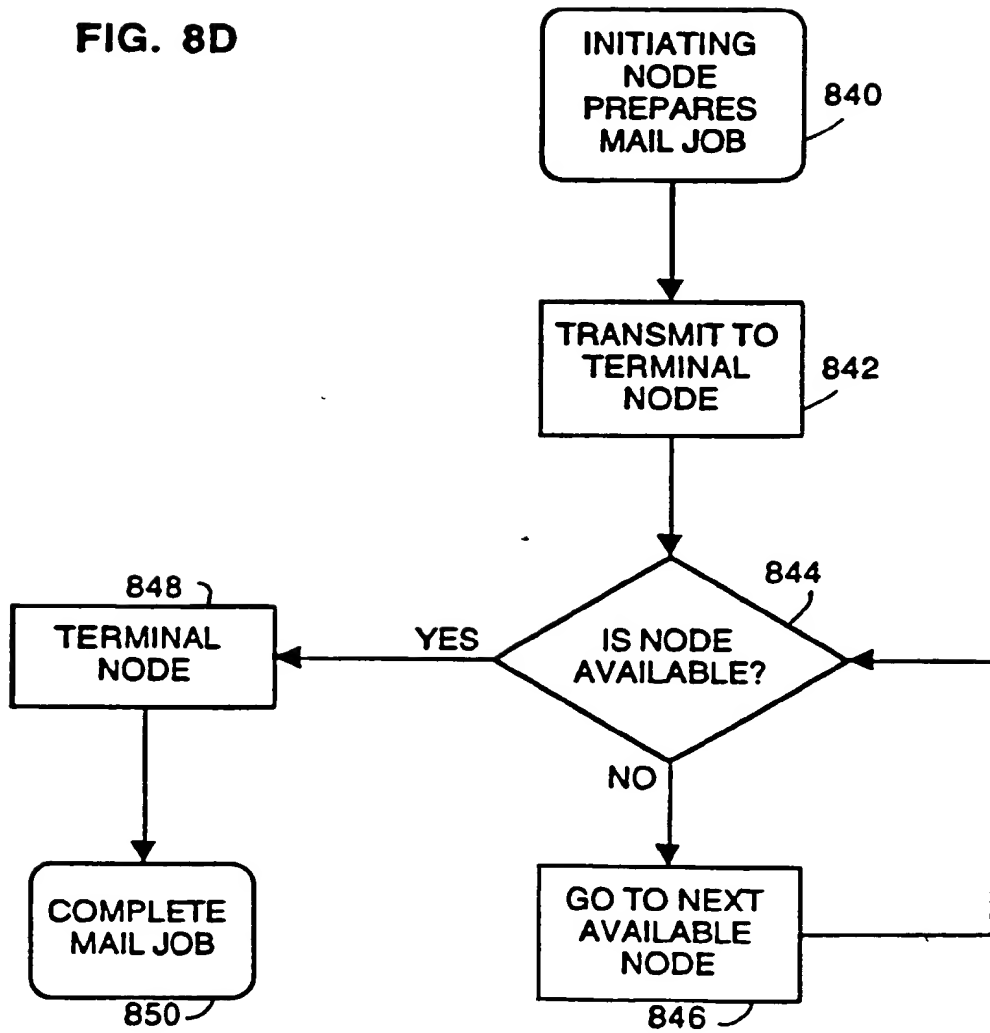 FIG. 8D
INITIATING
NODE
PREPARES
MAIL JOB
840
TRANSMIT TO
TERMINAL
NODE
842
844
IS NODE
AVAILABLE?
YES
848
TERMINAL
NODE
NO
COMPLETE
MAIL JOB
850
GO TO NEXT
AVAILABLE
NODE
846